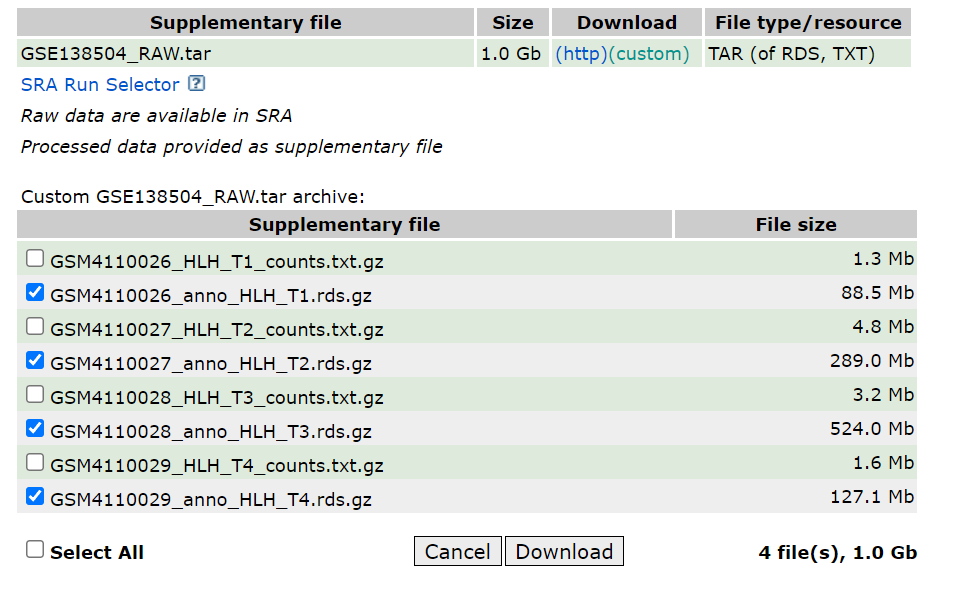 Supplementary file Size Download File type/resource
GSE138504_RAW.tar 1.0 Gb (http)(custom) TAR (of RDS, TXT)
SRA Run Selector ?
Raw data are available in SRA
Processed data provided as supplementary file
Custom GSE138504_RAW.tar archive:
Supplementary file File size
GSM4110026_HLH_T1_counts.txt.gz 1.3 Mb
GSM4110026_anno_HLH_T1.rds.gz 88.5 Mb
GSM4110027_HLH_T2_counts.txt.gz 4.8 Mb
GSM4110027_anno_HLH_T2.rds.gz 289.0 Mb
GSM4110028_HLH_T3_counts.txt.gz 3.2 Mb
GSM4110028_anno_HLH_T3.rds.gz 524.0 Mb
GSM4110029_HLH_T4_counts.txt.gz 1.6 Mb
GSM4110029_anno_HLH_T4.rds.gz 127.1 Mb
Select All Cancel Download 4 file(s), 1.0 Gb